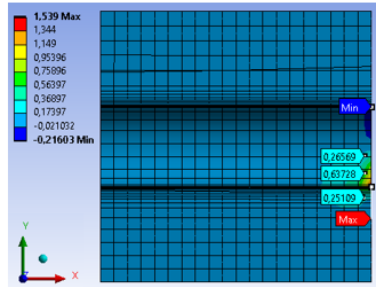 1,539 Max
1,344
1,149
0,95396
0,75896
0,56397
0,36897
0,17397
-0,021032
-0,21603 Min
Min
0,26569
0,63728
0,25109
Max
Y
Z
X